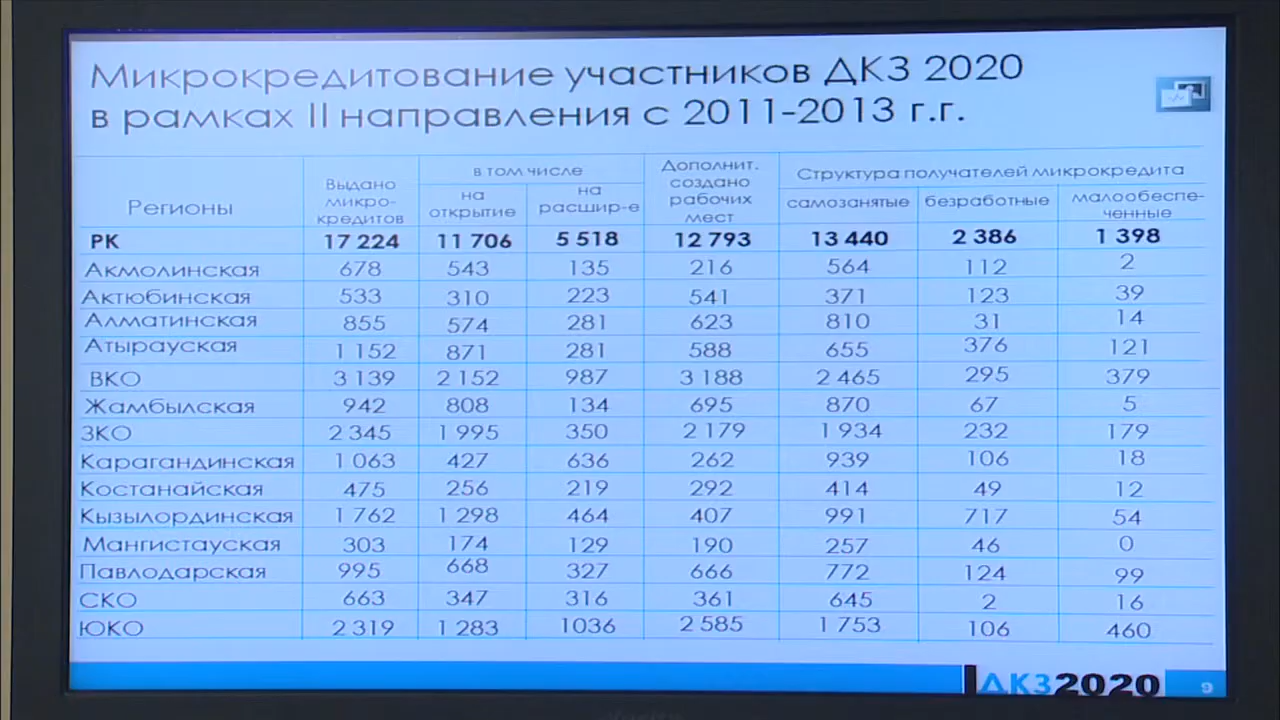 Микрокредитование участников ДКЗ 2020
в рамках II направления с 2011-2013 г.г.
Регионы Выдано микро- кредитов в том числе на открытие на расшир-е Дополнит. создано рабочих мест Структура получателей микрокредита самозанятые безработные малообеспе- ченные
РК 17 224 11 706 5 518 12 793 13 440 2 386 1 398
Акмолинская 678 543 135 216 564 112 2
Актюбинская 533 310 223 541 371 123 39
Алматинская 855 574 281 623 810 31 14
Атырауская 1 152 871 281 588 655 376 121
ВКО 3 139 2 152 987 3 188 2 465 295 379
Жамбылская 942 808 134 695 870 67 5
ЗКО 2 345 1 995 350 2 179 1 934 232 179
Карагандинская 1 063 427 636 262 939 106 18
Костанайская 475 256 219 292 414 49 12
Кызылординская 1 762 1 298 464 407 991 717 54
Мангистауская 303 174 129 190 257 46 0
Павлодарская 995 668 327 666 772 124 99
СКО 663 347 316 361 645 2 16
ЮКО 2 319 1 283 1036 2 585 1 753 106 460
ДКЗ2020 9